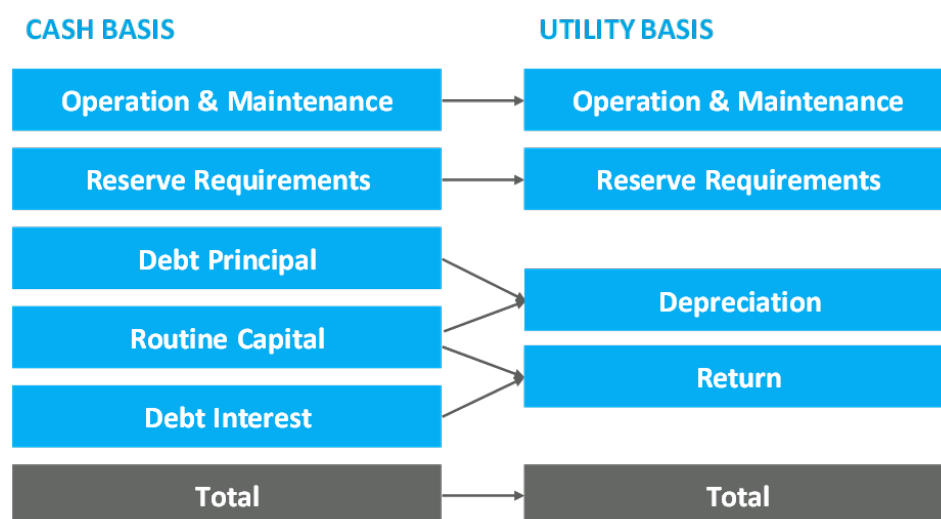 CASH BASIS
UTILITY BASIS
Operation & Maintenance
Operation & Maintenance
Reserve Requirements
Reserve Requirements
Debt Principal
Depreciation
Routine Capital
Return
Debt Interest
Total
Total